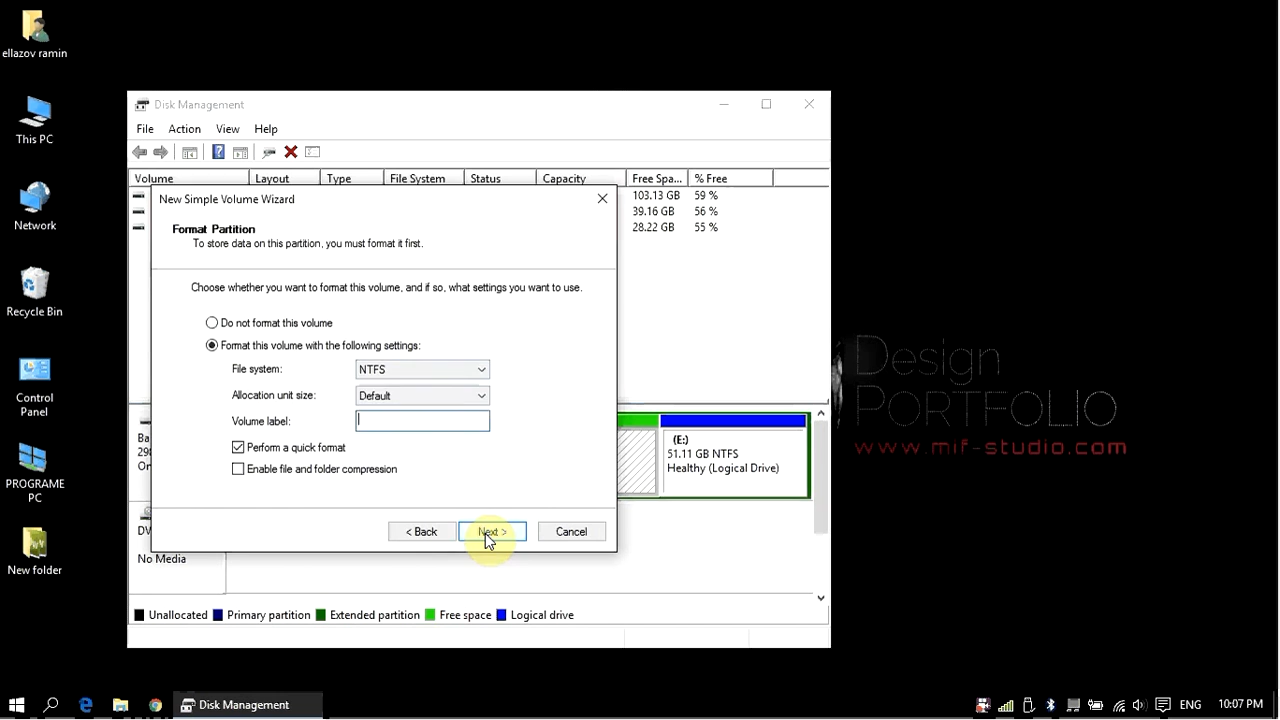 ellazov ramin
This PC
Network
Recycle Bin
Control
Panel
PROGRAME
PC
New folder
Disk Management
File Action View Help
Volume Layout Type File System Status Capacity Free Spa... % Free
103.13 GB 59 %
39.16 GB 56 %
28.22 GB 55 %
New Simple Volume Wizard
Format Partition
To store data on this partition, you must format it first.
Choose whether you want to format this volume, and if so, what settings you want to use.
Do not format this volume
Format this volume with the following settings:
File system: NTFS
Allocation unit size: Default
Volume label:
Perform a quick format
Enable file and folder compression
< Back Next > Cancel
Ba
298
On
DV
No Media
(E:)
51.11 GB NTFS
Healthy (Logical Drive)
Unallocated Primary partition Extended partition Free space Logical drive
Design
PORTFOLIO
www.mif-studio.com
Disk Management
ENG 10:07 PM